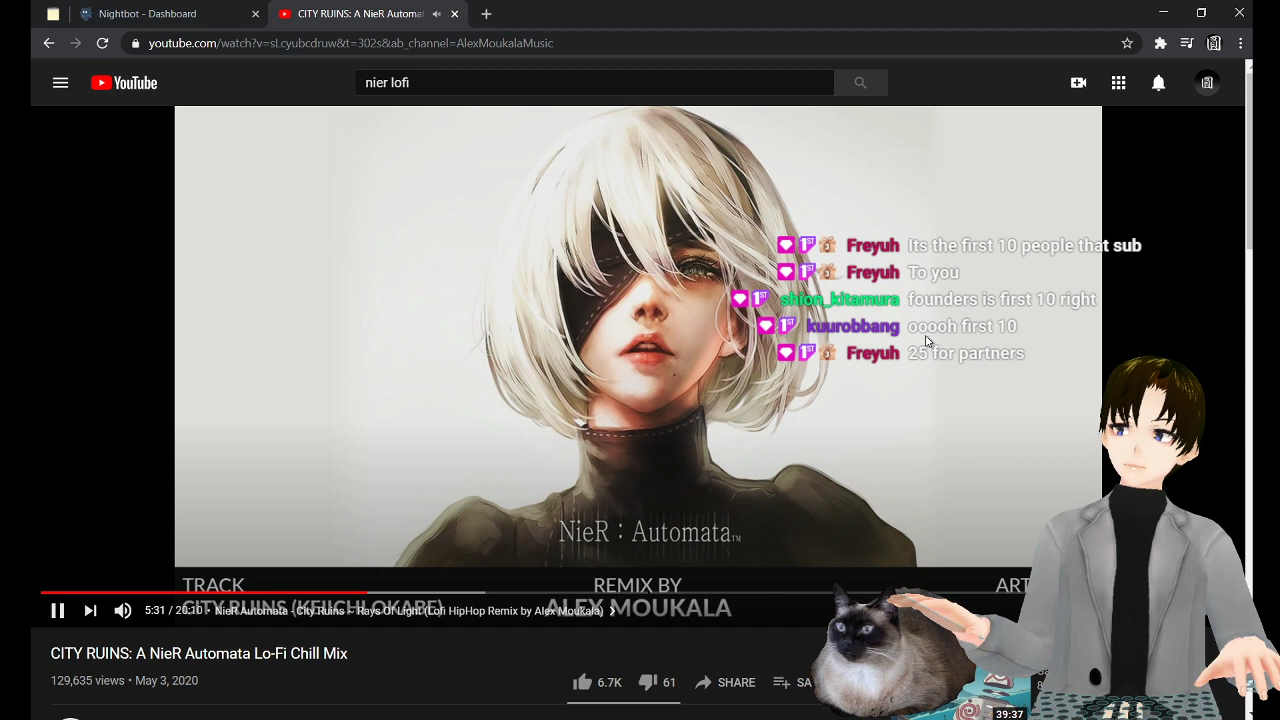 Nightbot - Dashboard
CITY RUINS: A NieR Automat
youtube.com/watch?v=sLcyubcdruw&t=302s&ab_channel=AlexMoukalaMusic
YouTube
nier lofi
Freyuh Its the first 10 people that sub
Freyuh To you
shion_kitamura founders is first 10 right
kuurobbang ooooh first 10
Freyuh 25 for partners
NieR:Automata™
TRACK REMIX BY ART
CITY RUINS (KEIICHI OKABE) ALEX MOUKALA
5:31 / 20:10 • NieR Automata - City Ruins ~ Rays Of Light (Lofi HipHop Remix by Alex Moukala)
CITY RUINS: A NieR Automata Lo-Fi Chill Mix
129,635 views • May 3, 2020
6.7K 61 SHARE SA
39:37